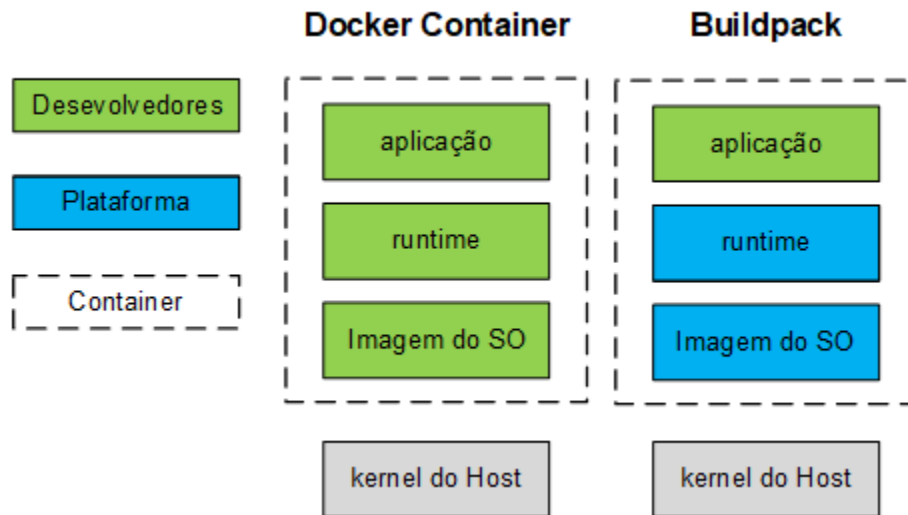 Docker Container
Buildpack
Desevolvedores
Plataforma
Container
aplicação
runtime
Imagem do SO
kernel do Host
aplicação
runtime
Imagem do SO
kernel do Host